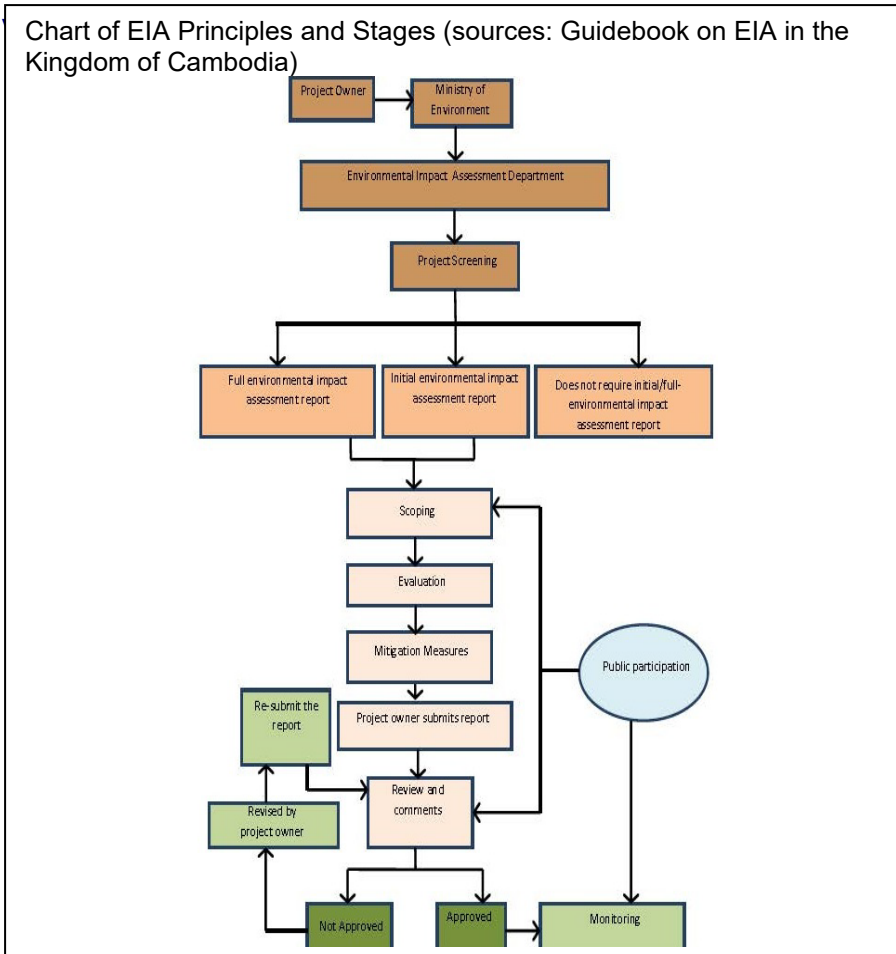 Chart of EIA Principles and Stages (sources: Guidebook on EIA in the
Kingdom of Cambodia)
Project Owner
Ministry of
Environment
Environmental Impact Assessment Department
Project Screening
Full environmental impact
assessment report
Initial environmental impact
assessment report
Does not require initial/full-
environmental impact
assessment report
Scoping
Evaluation
Mitigation Measures
Public participation
Re-submit the
report
Project owner submits report
Review and
comments
Revised by
project owner
Not Approved
Approved
Monitoring